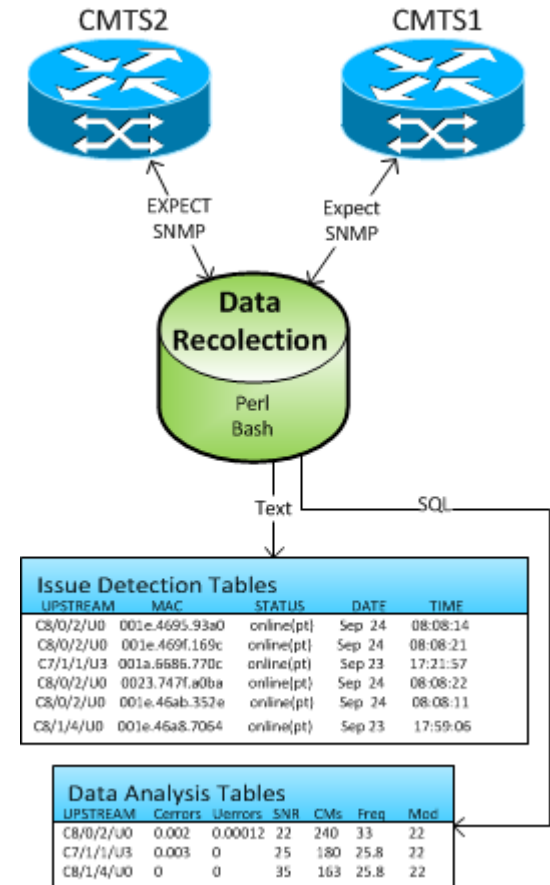 CMTS2 CMTS1
EXPECT
SNMP
Expect
SNMP
Data
Recolection
Perl
Bash
Text SQL
Issue Detection Tables
UPSTREAM MAC STATUS DATE TIME
C8/0/2/U0 001e.4695.93a0 online(pt) Sep 24 08:08:14
C8/0/2/U0 001e.469f.169c online(pt) Sep 24 08:08:21
C7/1/1/U3 001a.6686.770c online(pt) Sep 23 17:21:57
C8/0/2/U0 0023.747f.a0ba online(pt) Sep 24 08:08:22
C8/0/2/U0 001e.46ab.352e online(pt) Sep 24 08:08:11
C8/1/4/U0 001e.46a8.7064 online(pt) Sep 23 17:59:06
Data Analysis Tables
UPSTREAM Cerrors Uerrors SNR CMs Freq Mod
C8/0/2/U0 0.002 0.00012 22 240 33 22
C7/1/1/U3 0.003 0 25 180 25.8 22
C8/1/4/U0 0 0 35 163 25.8 22